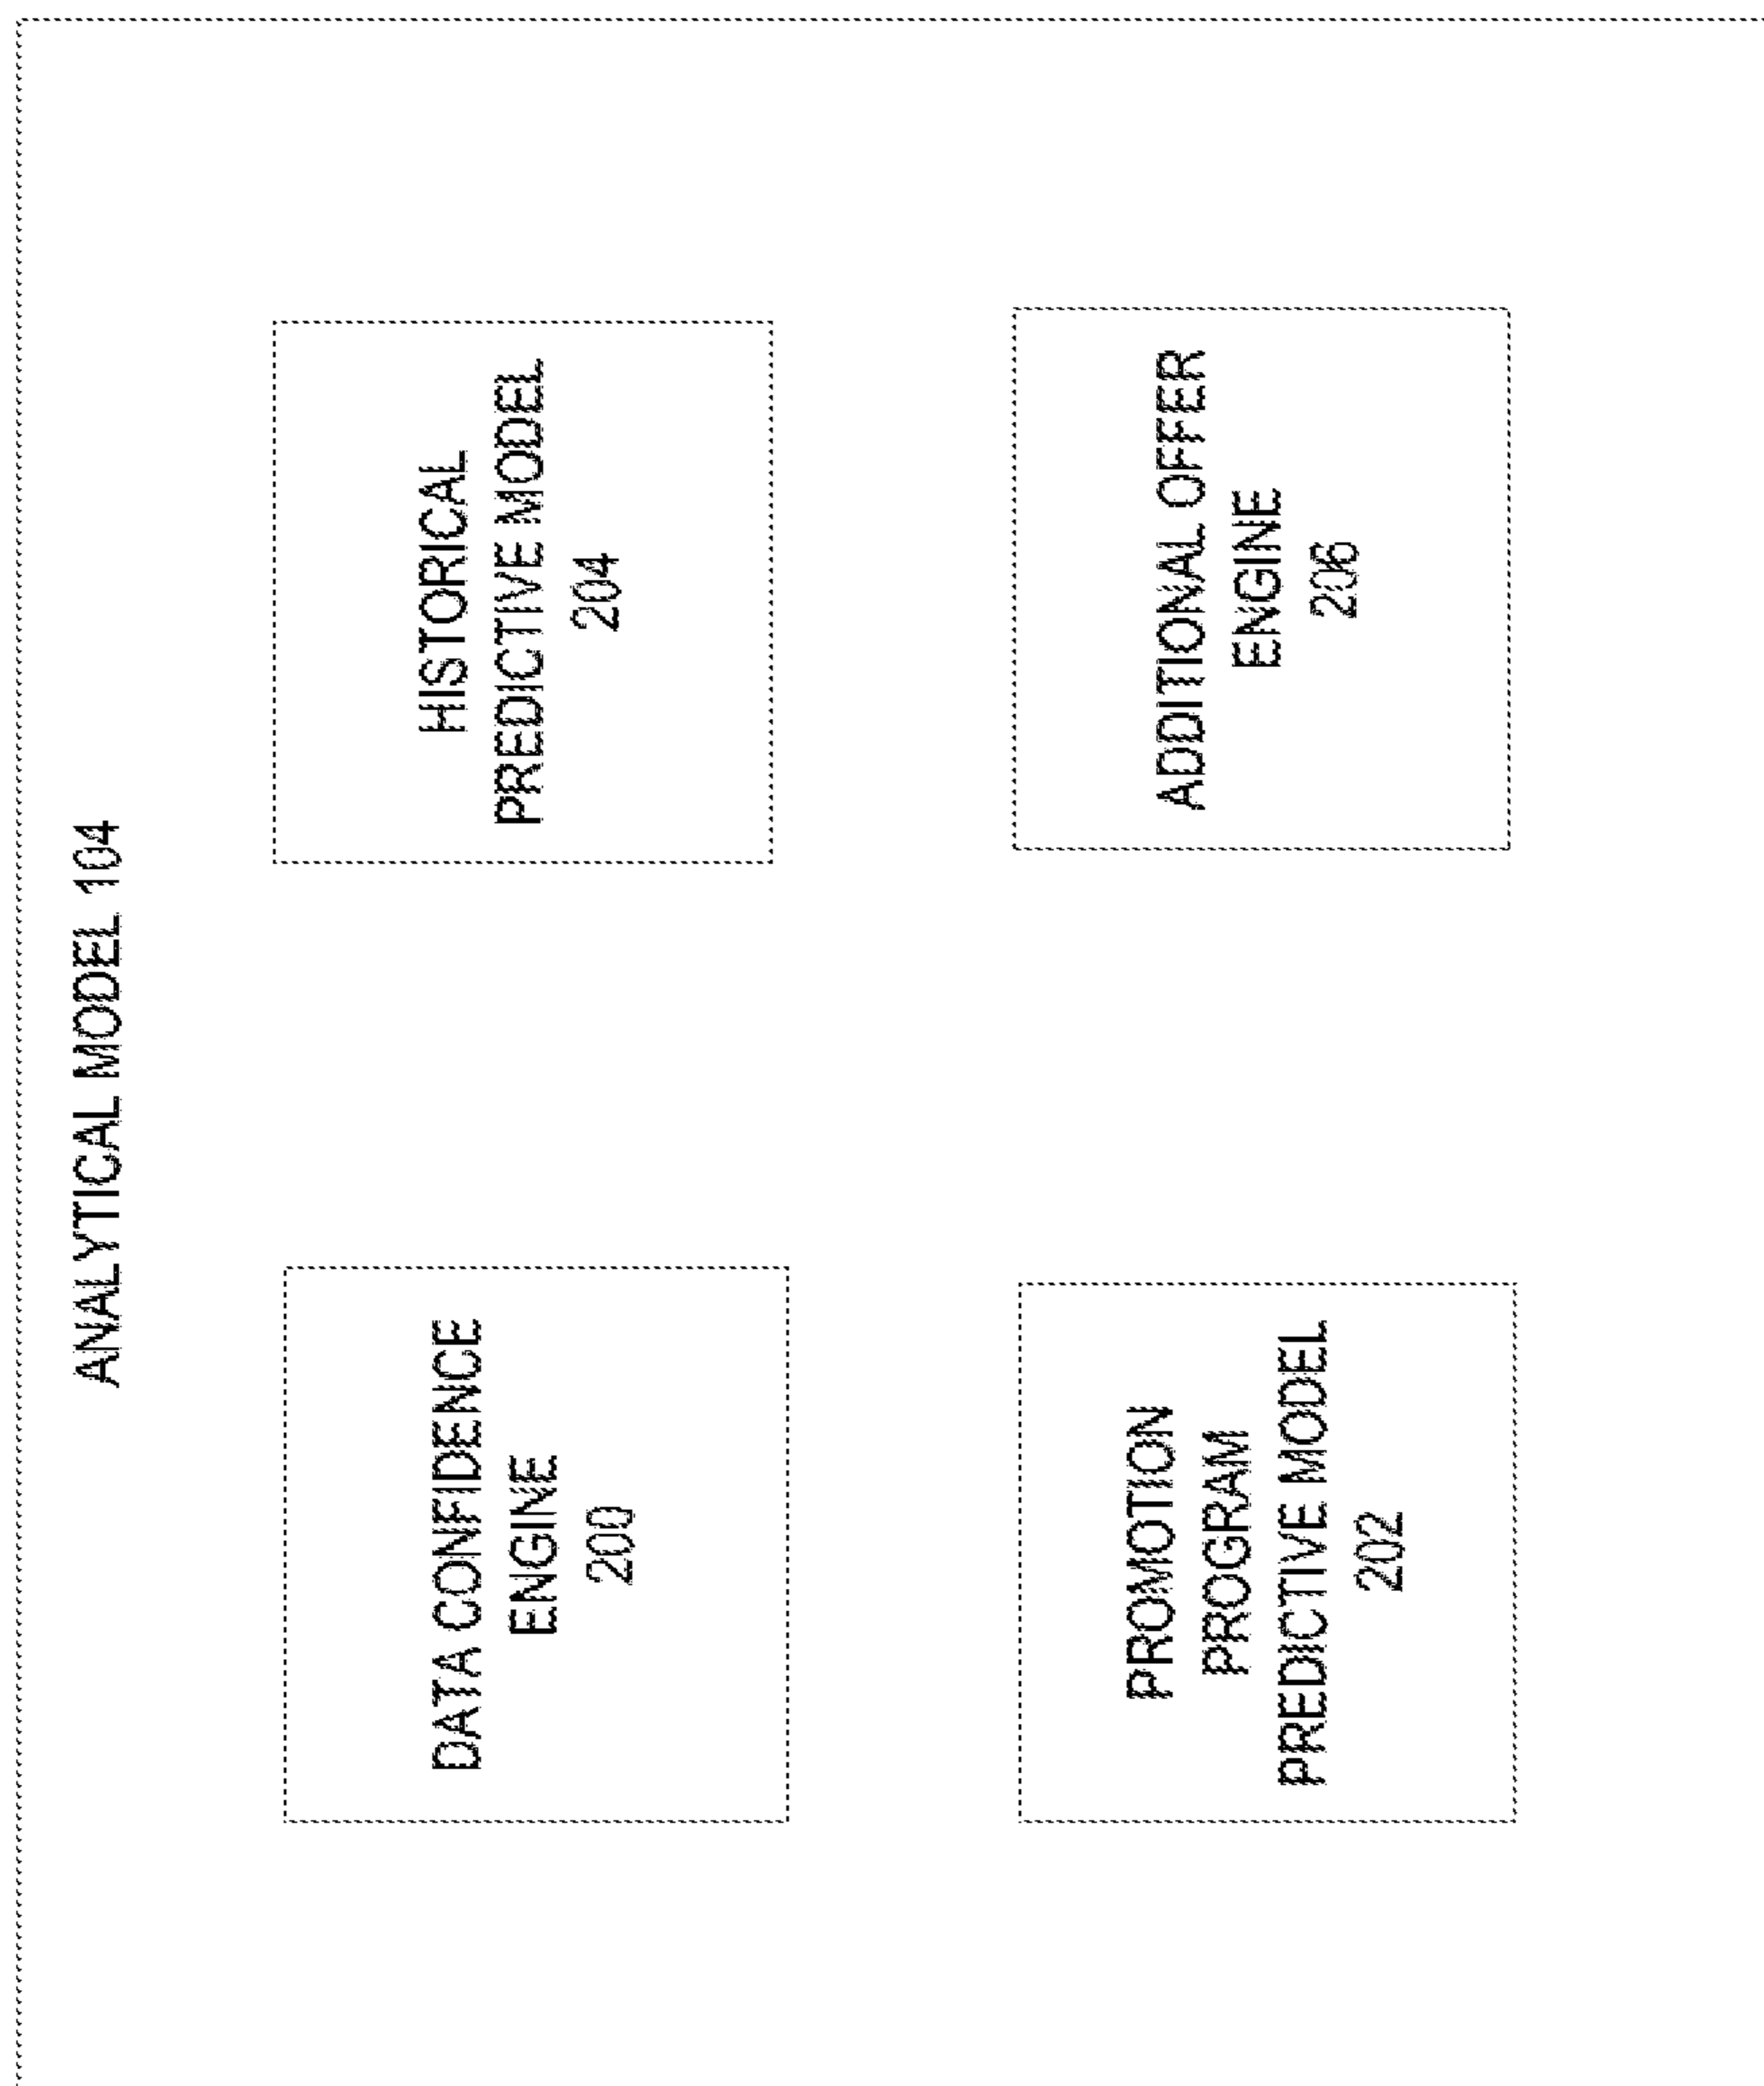 ANALYTICAL MODEL 104
DATA CONFIDENCE
ENGINE
200
HISTORICAL
PREDICTIVE MODEL
204
PROMOTION
PROGRAM
PREDICTIVE MODEL
202
ADDITIONAL OFFER
ENGINE
206